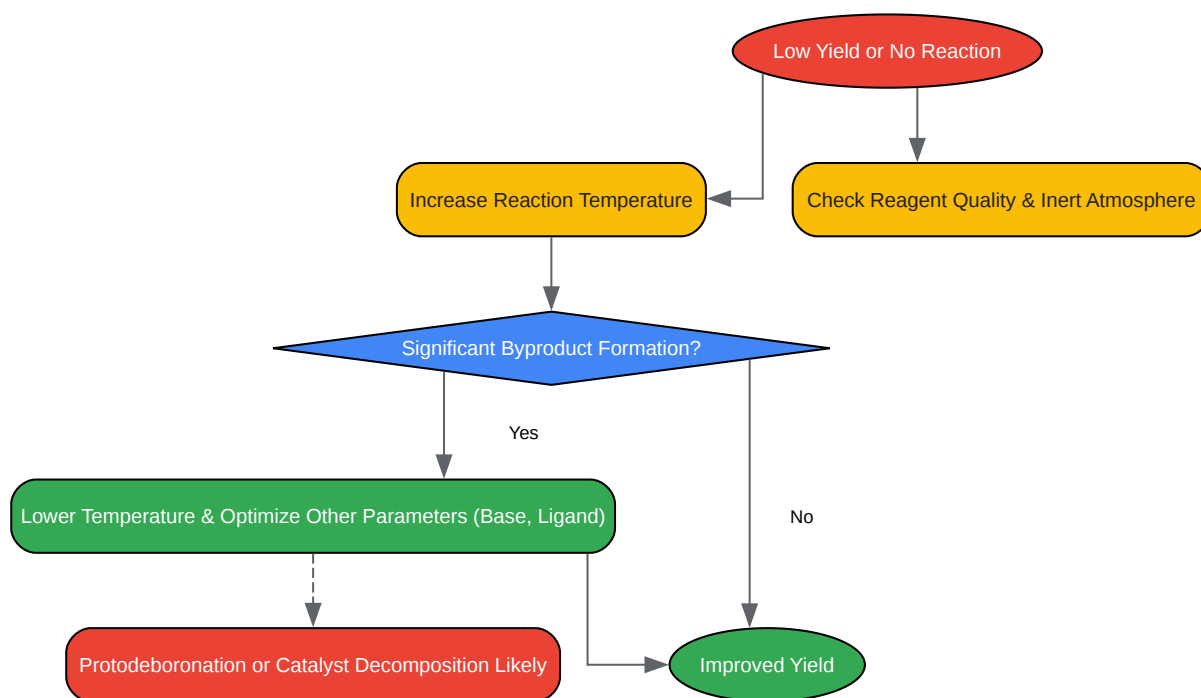 Low Yield or No Reaction
Increase Reaction Temperature
Check Reagent Quality & Inert Atmosphere
Significant Byproduct Formation?
Yes
Lower Temperature & Optimize Other Parameters (Base, Ligand)
No
Protodeboronation or Catalyst Decomposition Likely
Improved Yield